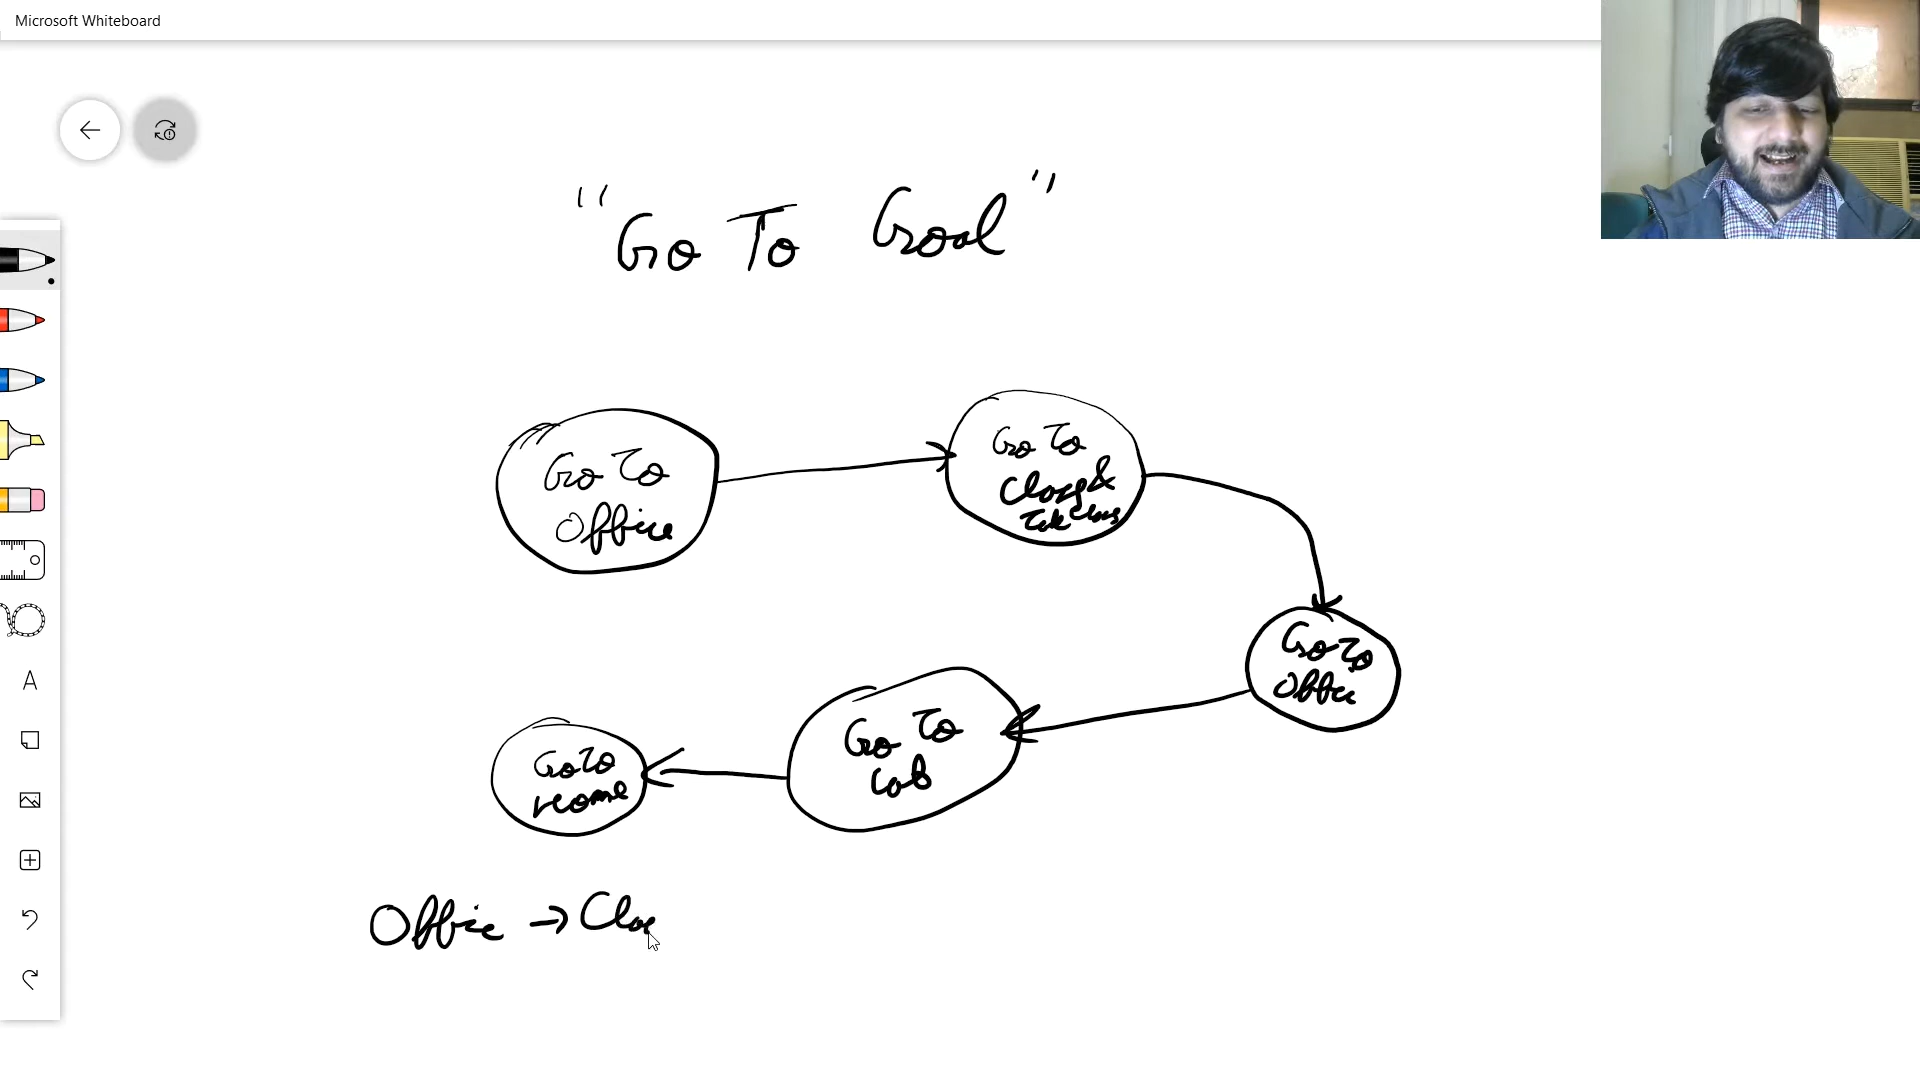 Microsoft Whiteboard
"Go To Goal"
Go To
Office
Go To
Class &
Class
Go To
Office
Go To
Lab
Go To
Home
Office → Clas
A